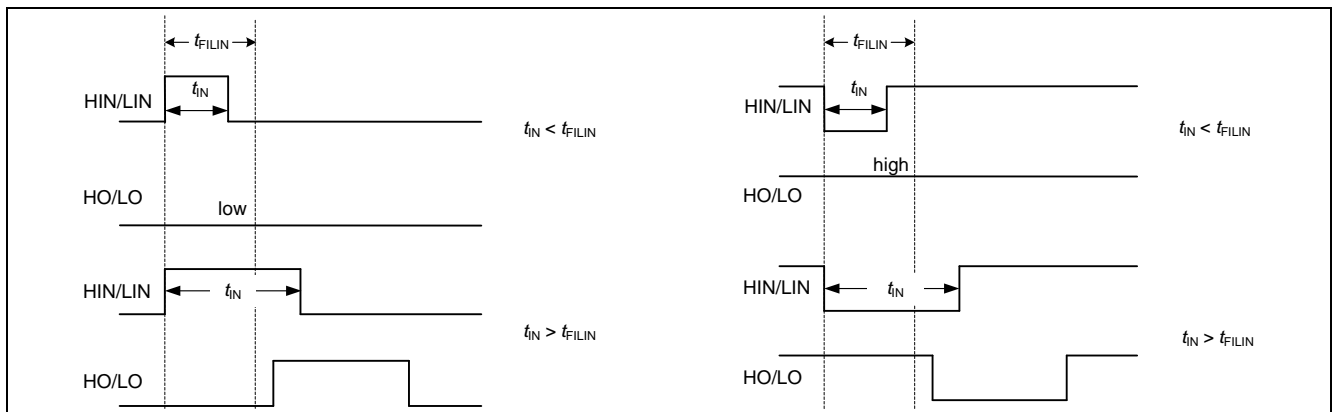 tFILIN
tIN
HIN/LIN
tIN < tFILIN
HO/LO
low
HIN/LIN
tIN
tIN > tFILIN
HO/LO
tFILIN
tIN
HIN/LIN
tIN < tFILIN
high
HO/LO
HIN/LIN
tIN
tIN > tFILIN
HO/LO